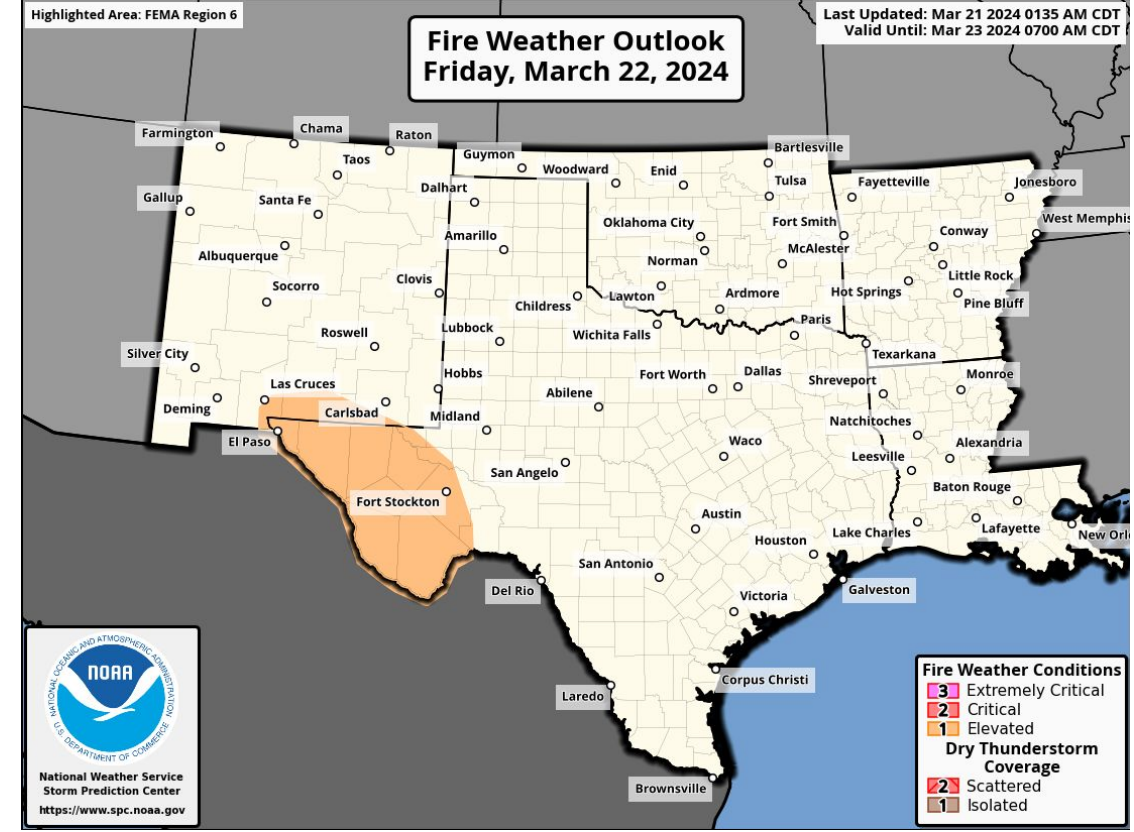 Highlighted Area: FEMA Region 6
Fire Weather Outlook
Friday, March 22, 2024
Last Updated: Mar 21 2024 0135 AM CDT
Valid Until: Mar 23 2024 0700 AM CDT
Farmington
Chama
Raton
Taos
Guymon
Woodward
Enid
Bartlesville
Tulsa
Fayetteville
Jonesboro
Gallup
Santa Fe
Dalhart
Oklahoma City
Fort Smith
West Memphis
Albuquerque
Amarillo
Norman
McAlester
Conway
Socorro
Clovis
Childress
Lawton
Ardmore
Hot Springs
Little Rock
Pine Bluff
Roswell
Lubbock
Wichita Falls
Paris
Texarkana
Silver City
Las Cruces
Hobbs
Abilene
Fort Worth
Dallas
Shreveport
Monroe
Deming
Carlsbad
Midland
Natchitoches
El Paso
San Angelo
Waco
Leesville
Alexandria
Fort Stockton
Baton Rouge
Austin
Houston
Lake Charles
Lafayette
New Orl
Del Rio
San Antonio
Galveston
Victoria
Laredo
Corpus Christi
Brownsville
NATIONAL OCEANIC AND ATMOSPHERIC ADMINISTRATION
NOAA
U.S. DEPARTMENT OF COMMERCE
National Weather Service
Storm Prediction Center
https://www.spc.noaa.gov
Fire Weather Conditions
3 Extremely Critical
2 Critical
1 Elevated
Dry Thunderstorm
Coverage
2 Scattered
1 Isolated